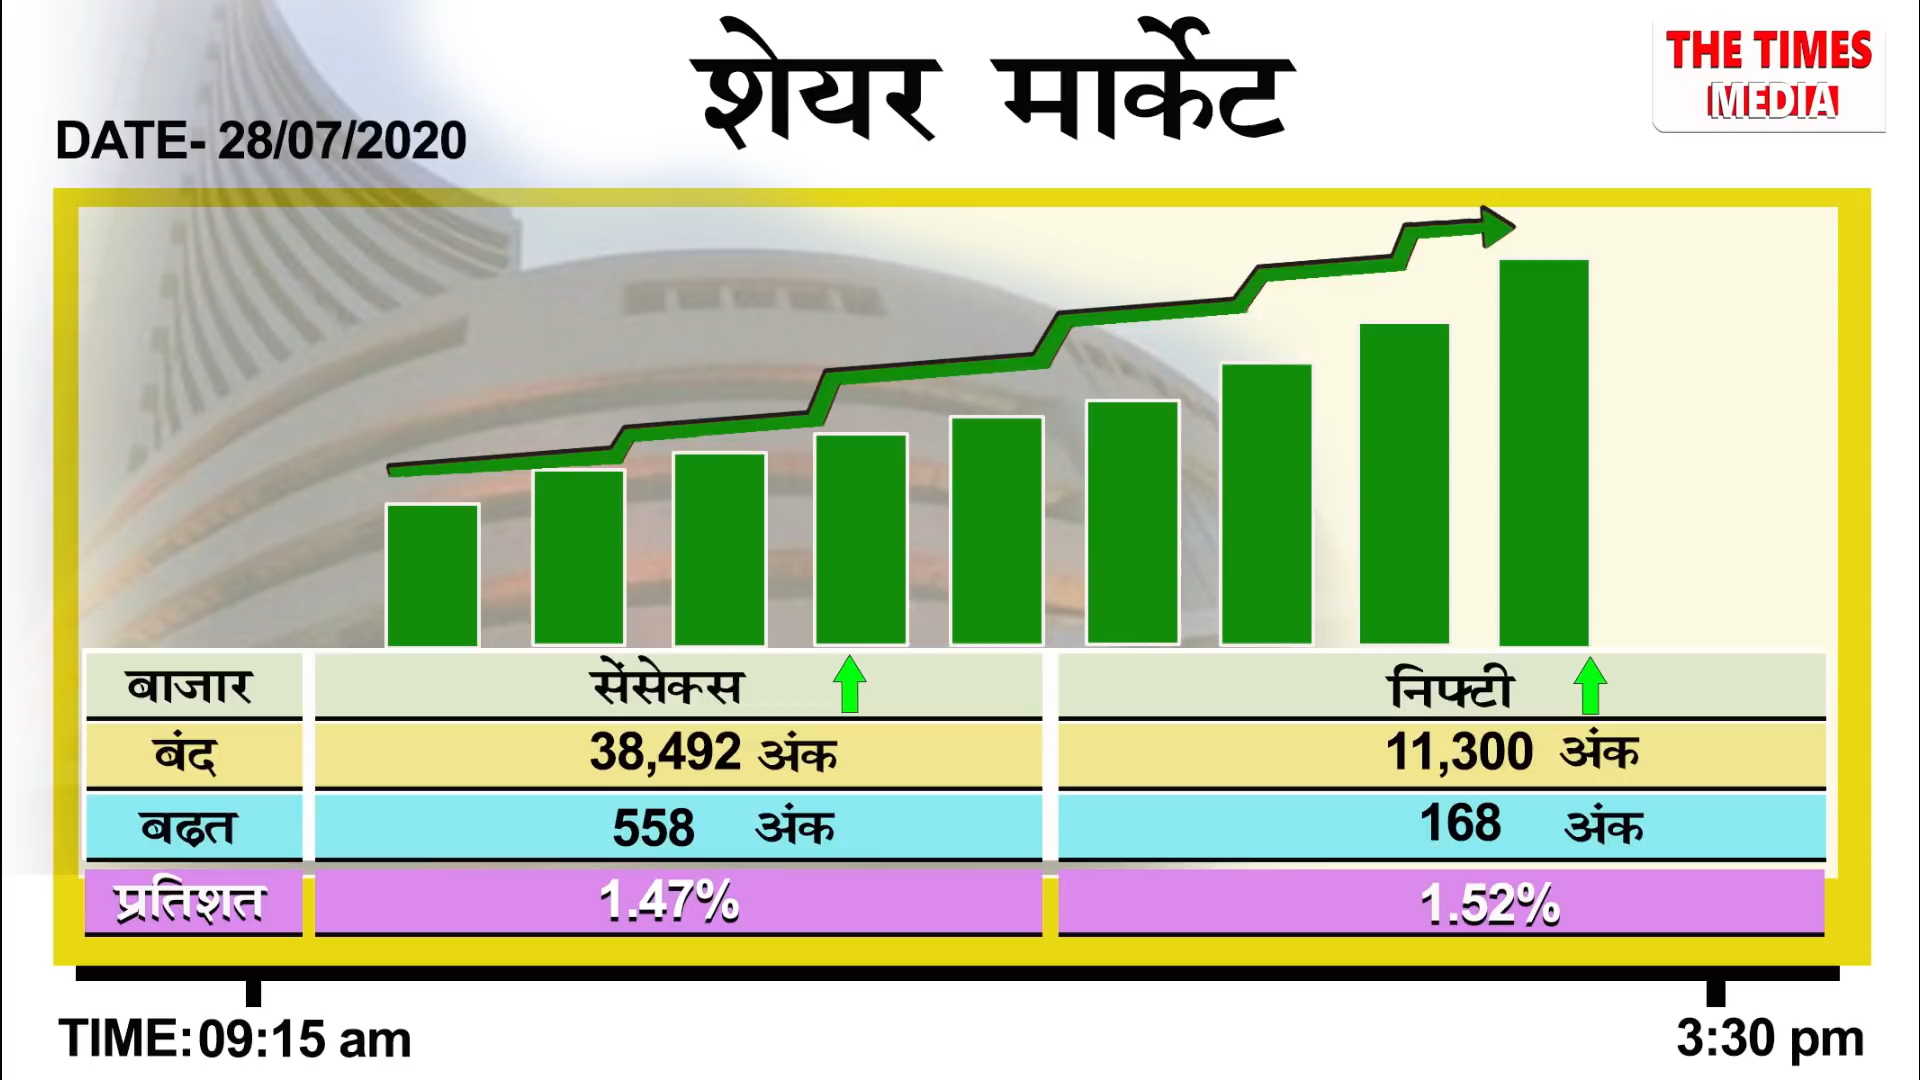 शेयर मार्केट
THE TIMES
MEDIA
DATE- 28/07/2020
बाजार सेंसेक्स निफ्टी
बंद 38,492 अंक 11,300 अंक
बढ़त 558 अंक 168 अंक
प्रतिशत 1.47% 1.52%
TIME: 09:15 am 3:30 pm